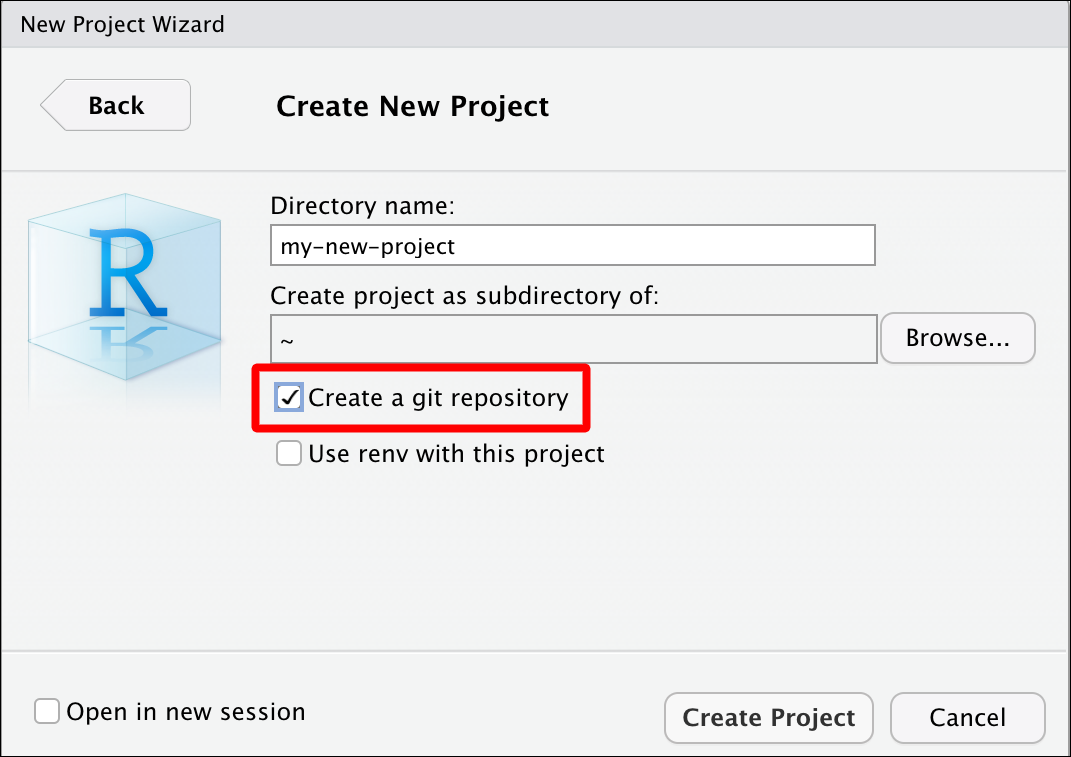 New Project Wizard
Back
Create New Project
R
Directory name:
my-new-project
Create project as subdirectory of:
~
Browse...
Create a git repository
Use renv with this project
Open in new session
Create Project
Cancel